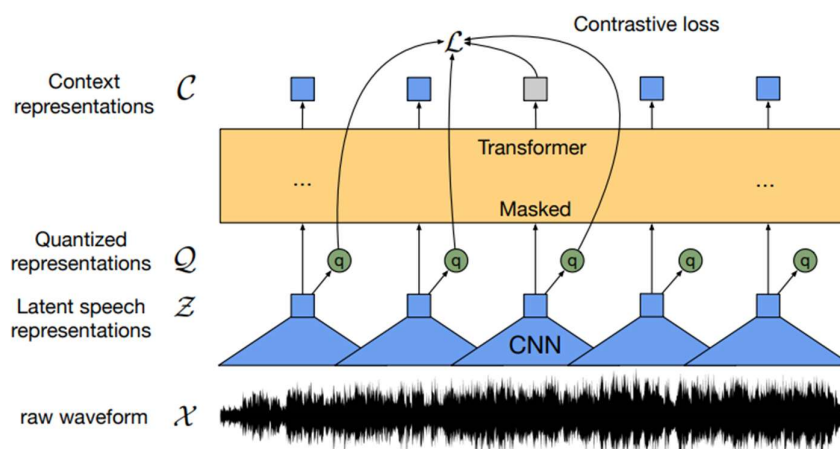 Contrastive loss
ℒ
Context
representations 𝒞
Transformer
... ...
Masked
Quantized
representations 𝒬
q q q q q
Latent speech
representations 𝒵
CNN
raw waveform 𝒳